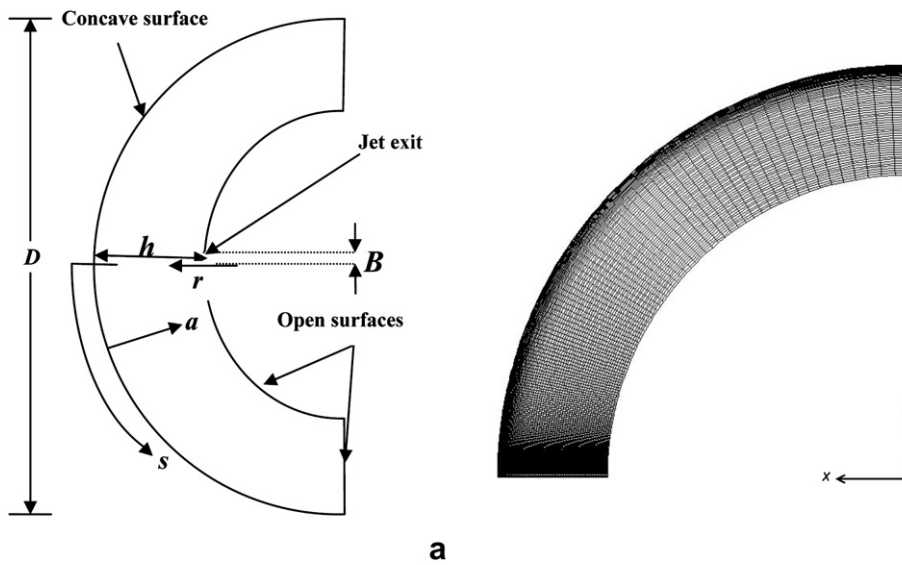 Concave surface
Jet exit
D
h
B
r
a
Open surfaces
s
x
a